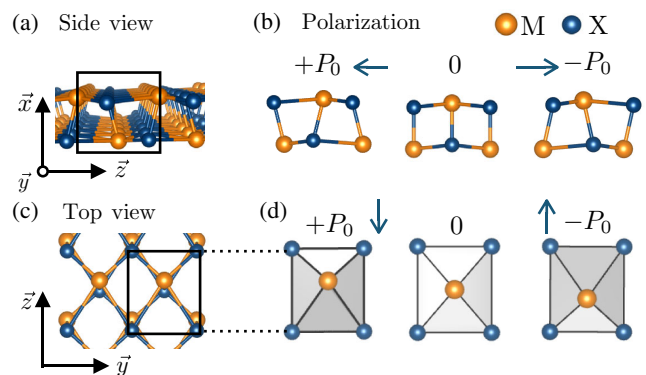 (a) Side view
(b) Polarization
M X
+P₀ 0 −P₀
x⃗
y⃗ z⃗
(c) Top view
(d) +P₀ 0 −P₀
z⃗
y⃗